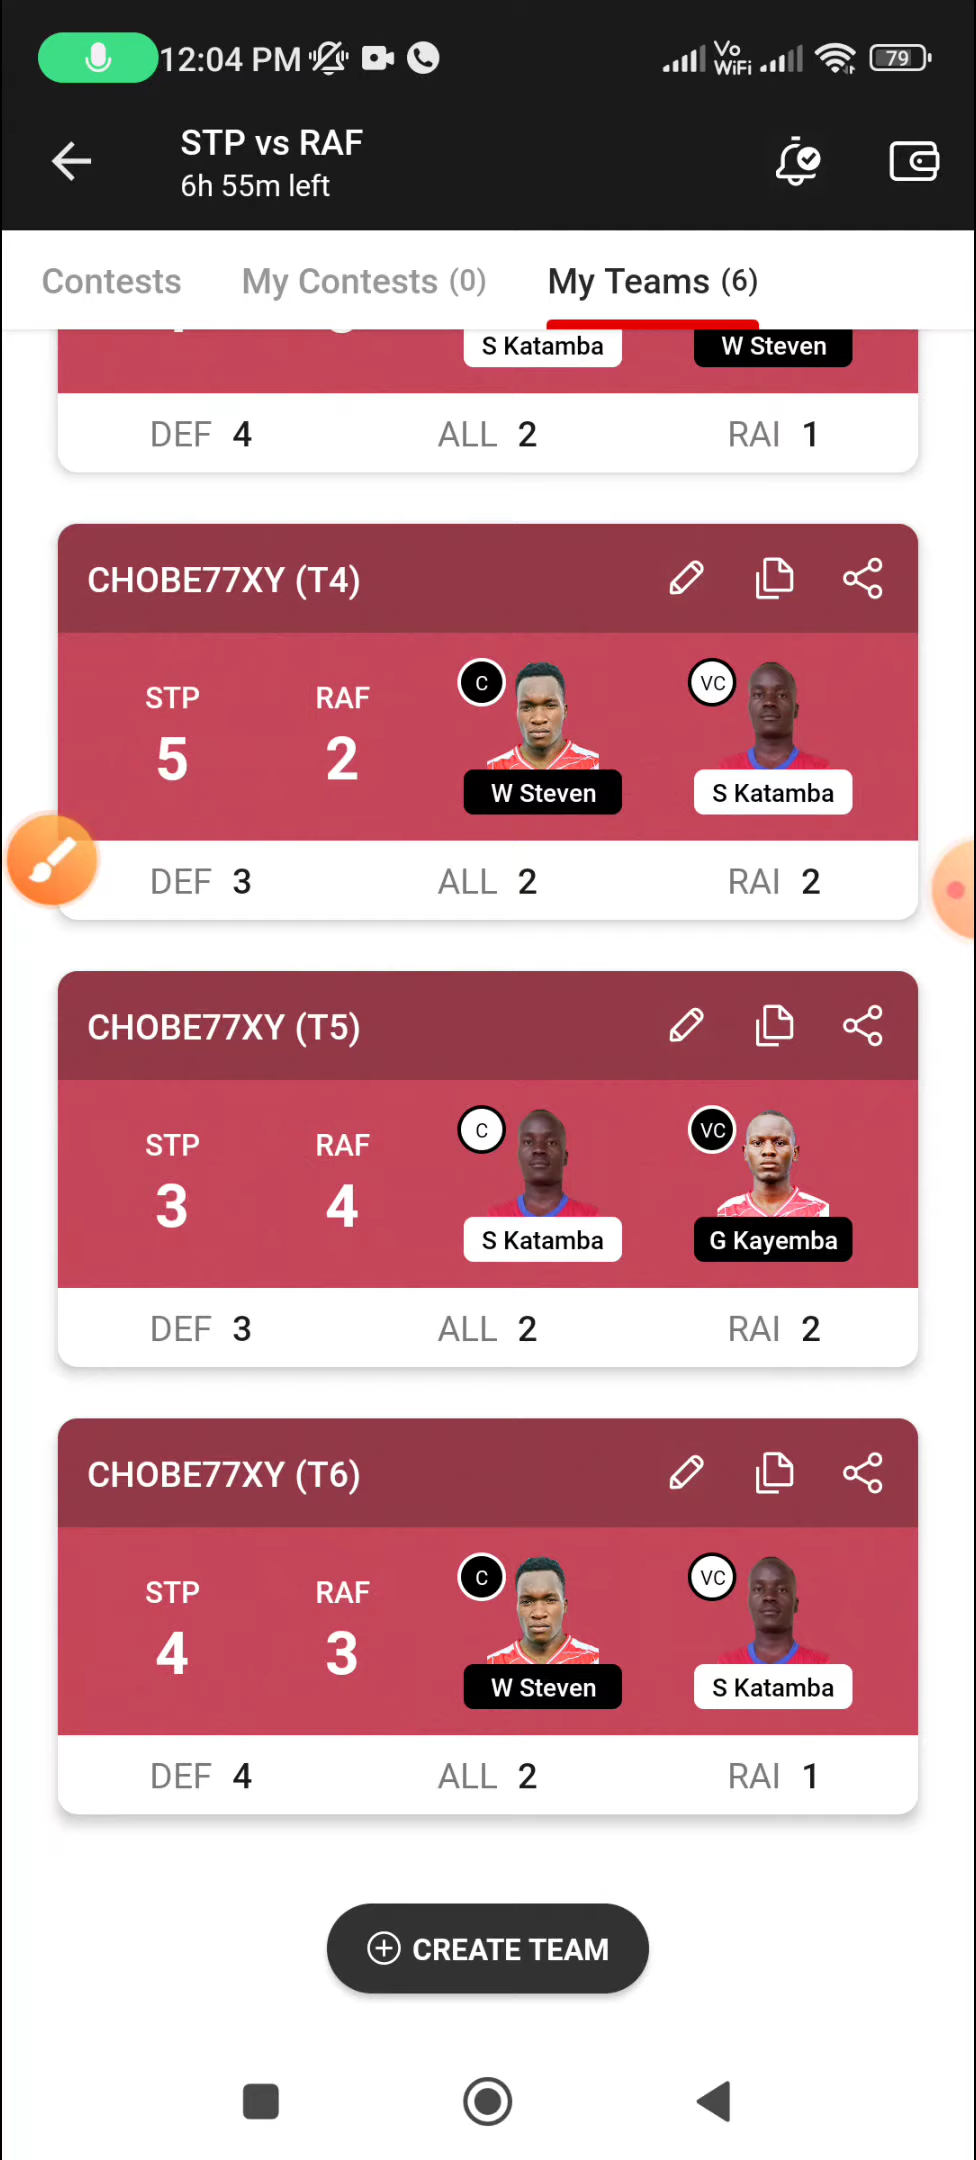 12:04 PM
Vo WiFi
79
STP vs RAF
6h 55m left
Contests
My Contests (0)
My Teams (6)
S Katamba
W Steven
DEF 4
ALL 2
RAI 1
CHOBE77XY (T4)
STP
RAF
C
VC
5
2
W Steven
S Katamba
DEF 3
ALL 2
RAI 2
CHOBE77XY (T5)
STP
RAF
C
VC
3
4
S Katamba
G Kayemba
DEF 3
ALL 2
RAI 2
CHOBE77XY (T6)
STP
RAF
C
VC
4
3
W Steven
S Katamba
DEF 4
ALL 2
RAI 1
CREATE TEAM